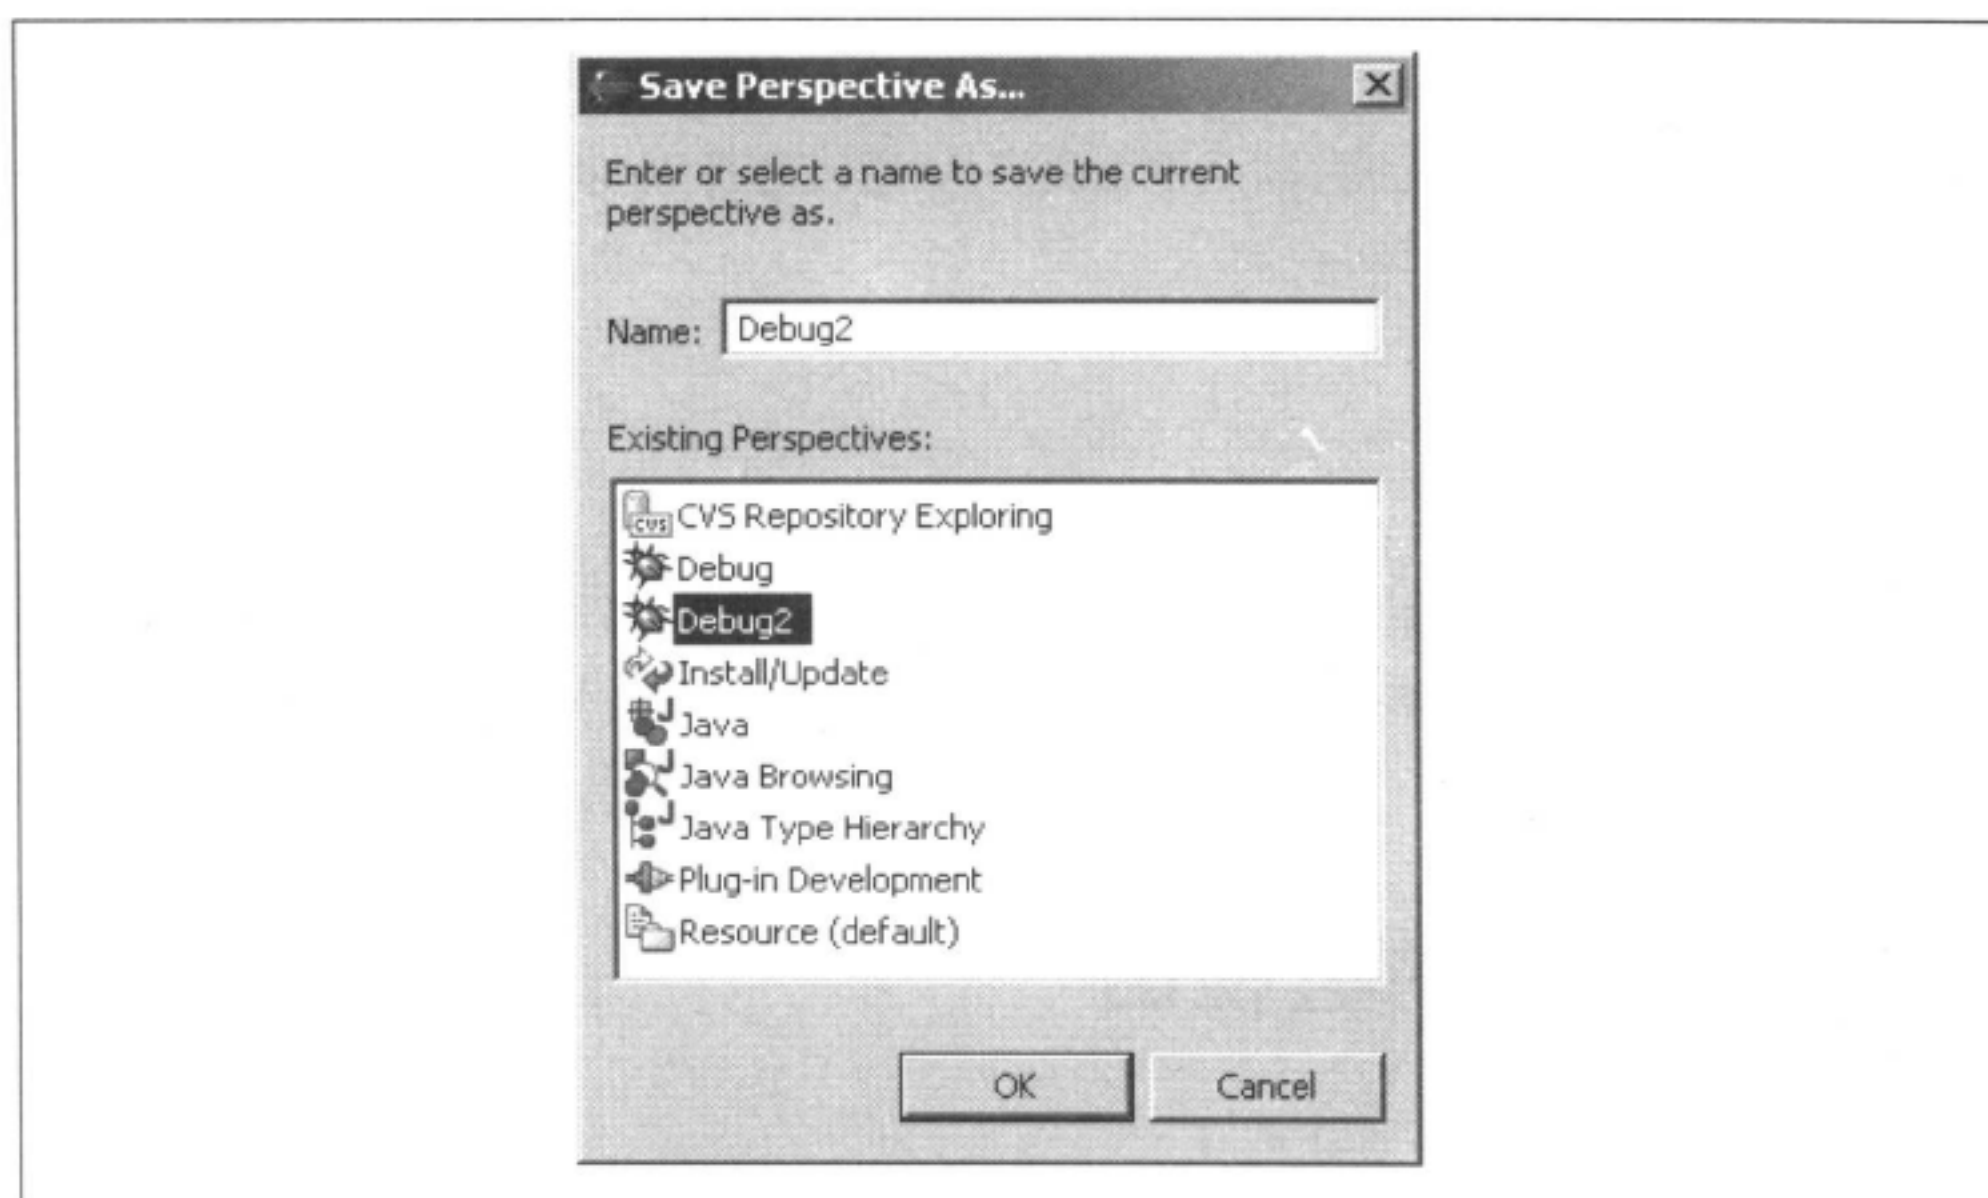 Save Perspective As...
Enter or select a name to save the current
perspective as.
Name: Debug2
Existing Perspectives:
CVS CVS Repository Exploring
Debug
Debug2
Install/Update
Java
Java Browsing
Java Type Hierarchy
Plug-in Development
Resource (default)
OK Cancel